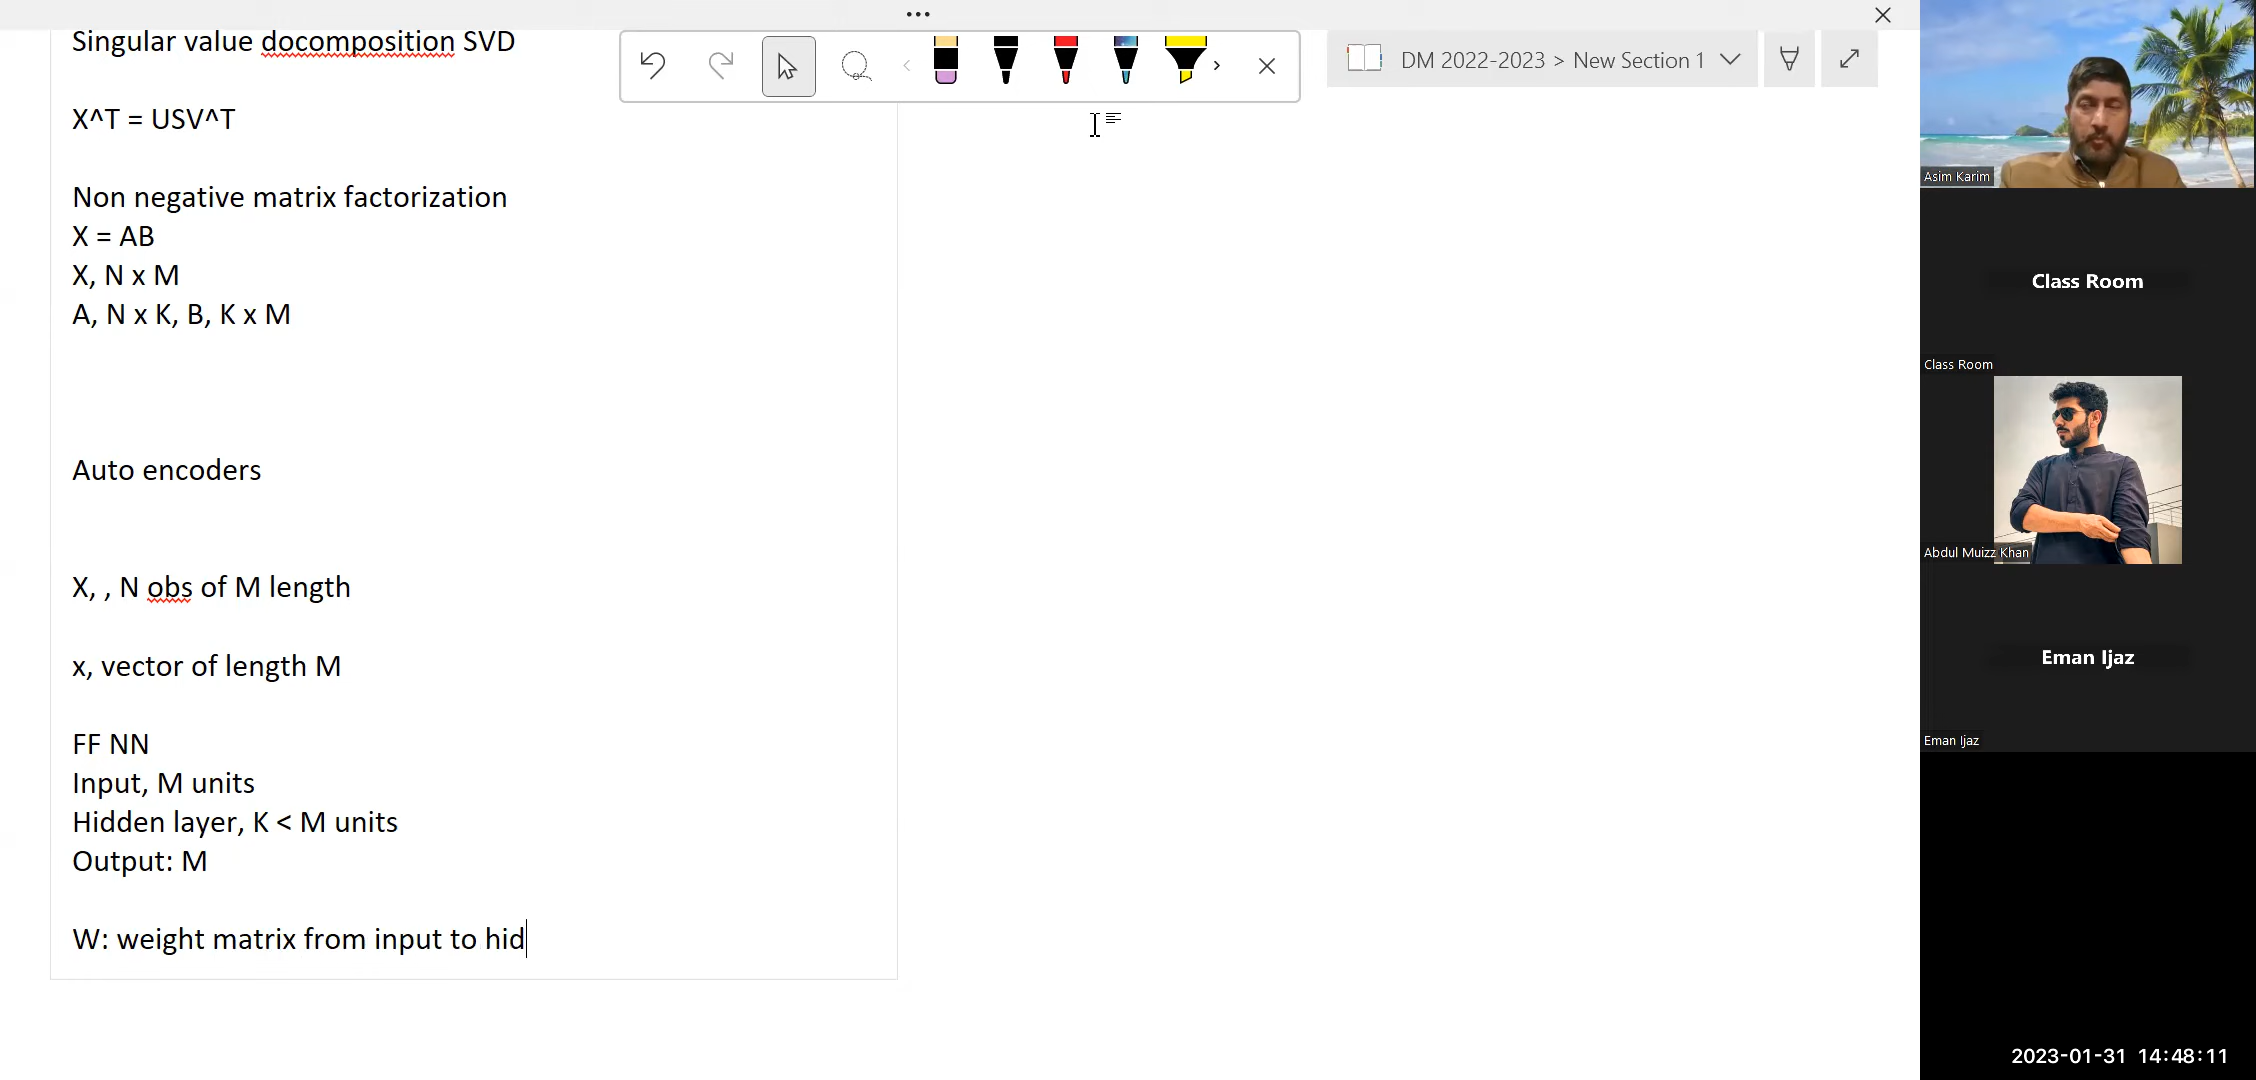 Singular value docomposition SVD
X^T = USV^T
Non negative matrix factorization
X = AB
X, N x M
A, N x K, B, K x M
Auto encoders
X, , N obs of M length
x, vector of length M
FF NN
Input, M units
Hidden layer, K < M units
Output: M
W: weight matrix from input to hid
DM 2022-2023 > New Section 1
Asim Karim
Class Room
Class Room
Abdul Muizz Khan
Eman Ijaz
Eman Ijaz
2023-01-31 14:48:11